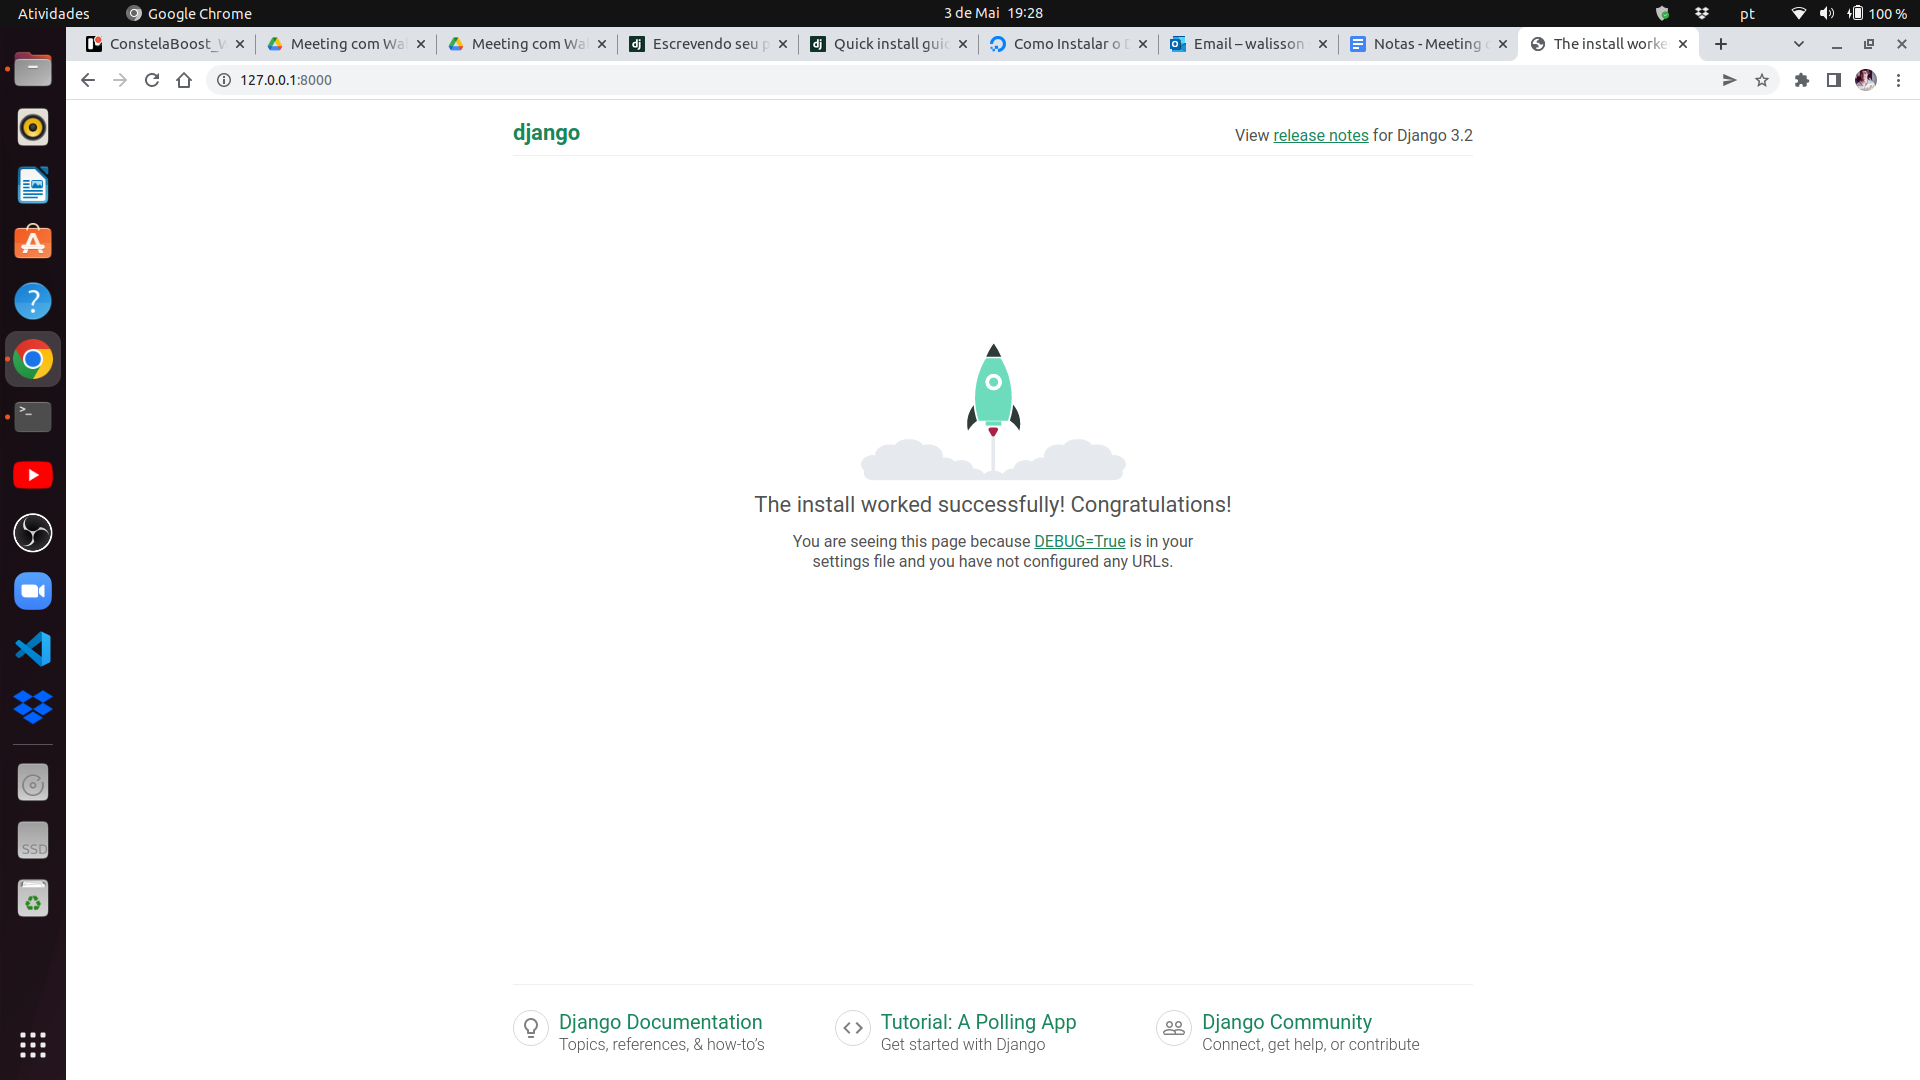 Atividades Google Chrome 3 de Mai 19:28 pt 100 %
ConstelaBoost_W Meeting com Wal Meeting com Wal Escrevendo seu p Quick install guid Como Instalar o D Email – walisson Notas - Meeting c The install worke
127.0.0.1:8000
django
View release notes for Django 3.2
The install worked successfully! Congratulations!
You are seeing this page because DEBUG=True is in your
settings file and you have not configured any URLs.
SSD
Django Documentation
Topics, references, & how-to’s
Tutorial: A Polling App
Get started with Django
Django Community
Connect, get help, or contribute